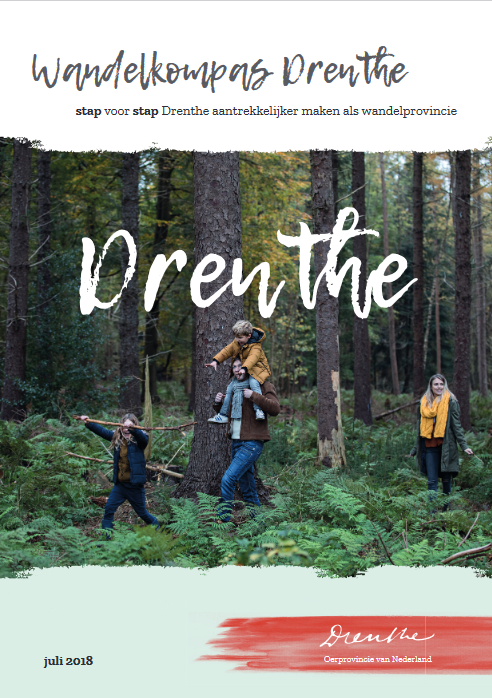 Wandelkompas Drenthe
stap voor stap Drenthe aantrekkelijker maken als wandelprovincie
Drenthe
Drenthe
Oerprovincie van Nederland
juli 2018